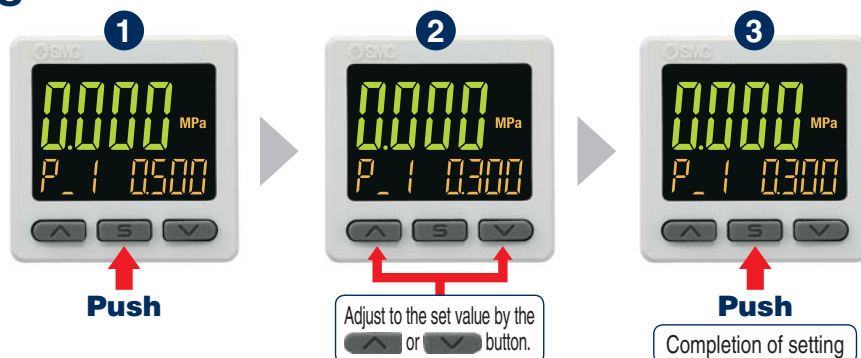 1
2
3
SMC
SMC
SMC
0.000 MPa
0.000 MPa
0.000 MPa
P_1 0.500
P_1 0.300
P_1 0.300
S
S
S
Push
Adjust to the set value by the
or button.
Push
Completion of setting